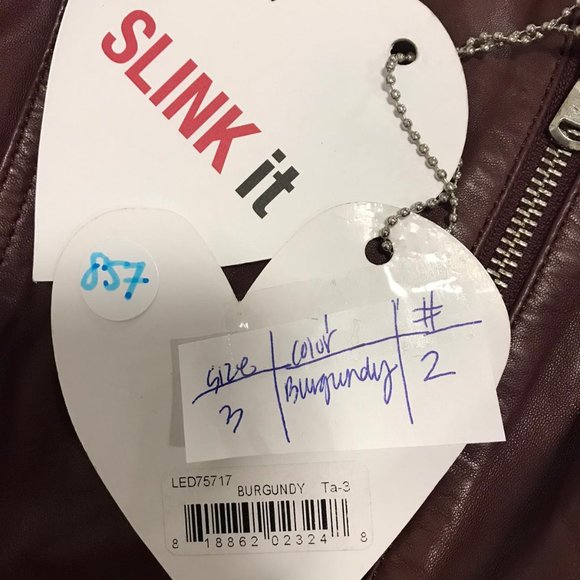 SLINK it
857
size color #
3 Burgundy 2
LED75717
BURGUNDY Ta-3
8 18862 02324 8